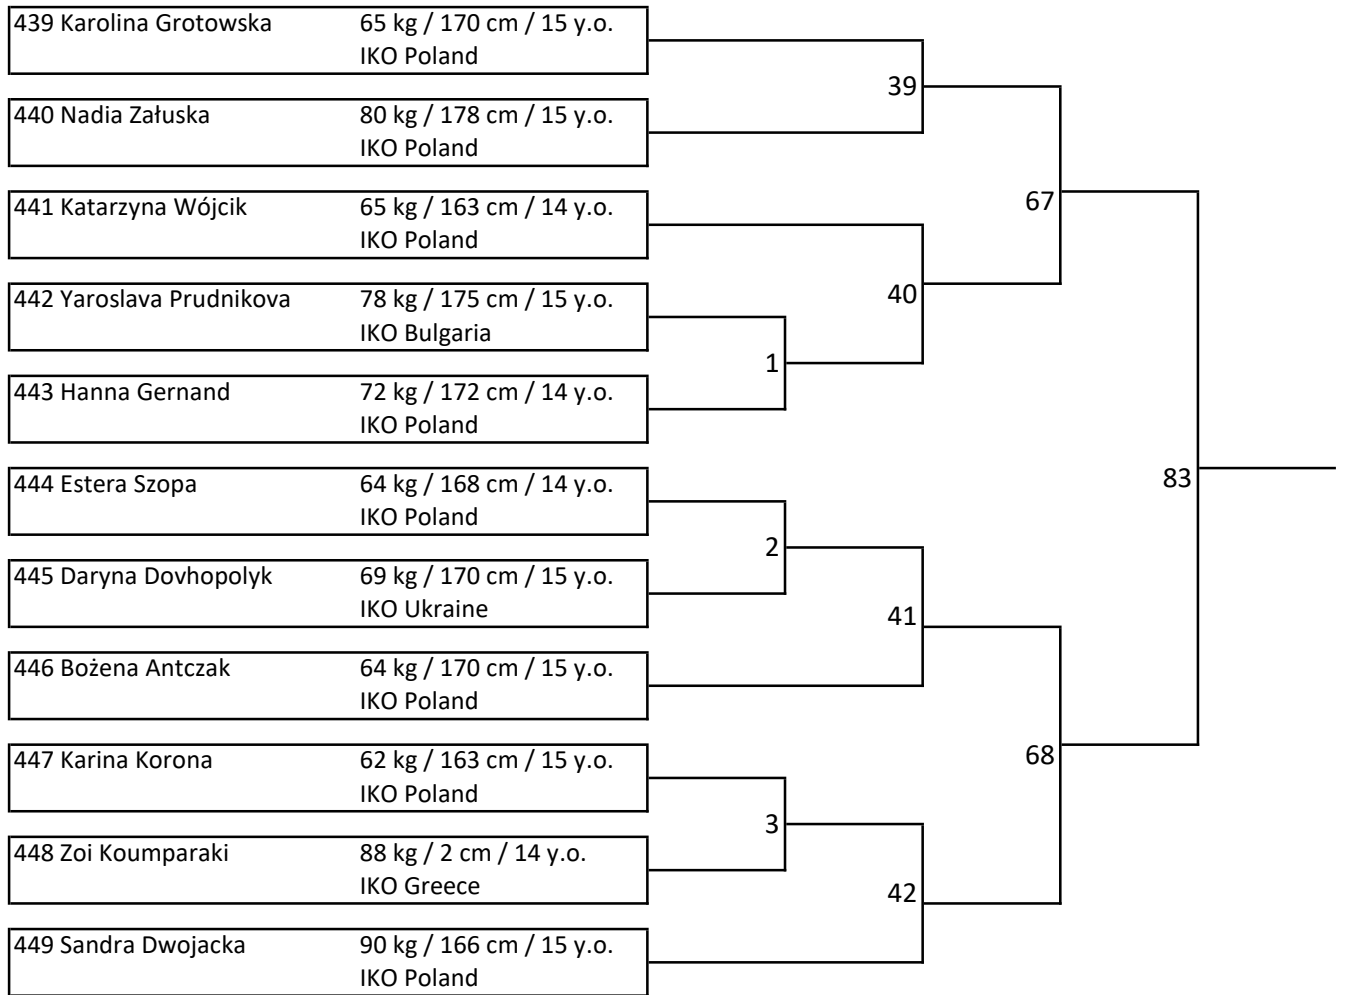 439 Karolina Grotowska 65 kg / 170 cm / 15 y.o.
IKO Poland
39
440 Nadia Załuska 80 kg / 178 cm / 15 y.o.
IKO Poland
67
441 Katarzyna Wójcik 65 kg / 163 cm / 14 y.o.
IKO Poland
40
442 Yaroslava Prudnikova 78 kg / 175 cm / 15 y.o.
IKO Bulgaria
1
443 Hanna Gernand 72 kg / 172 cm / 14 y.o.
IKO Poland
83
444 Estera Szopa 64 kg / 168 cm / 14 y.o.
IKO Poland
2
445 Daryna Dovhopolyk 69 kg / 170 cm / 15 y.o.
IKO Ukraine
41
446 Bożena Antczak 64 kg / 170 cm / 15 y.o.
IKO Poland
68
447 Karina Korona 62 kg / 163 cm / 15 y.o.
IKO Poland
3
448 Zoi Koumparaki 88 kg / 2 cm / 14 y.o.
IKO Greece
42
449 Sandra Dwojacka 90 kg / 166 cm / 15 y.o.
IKO Poland